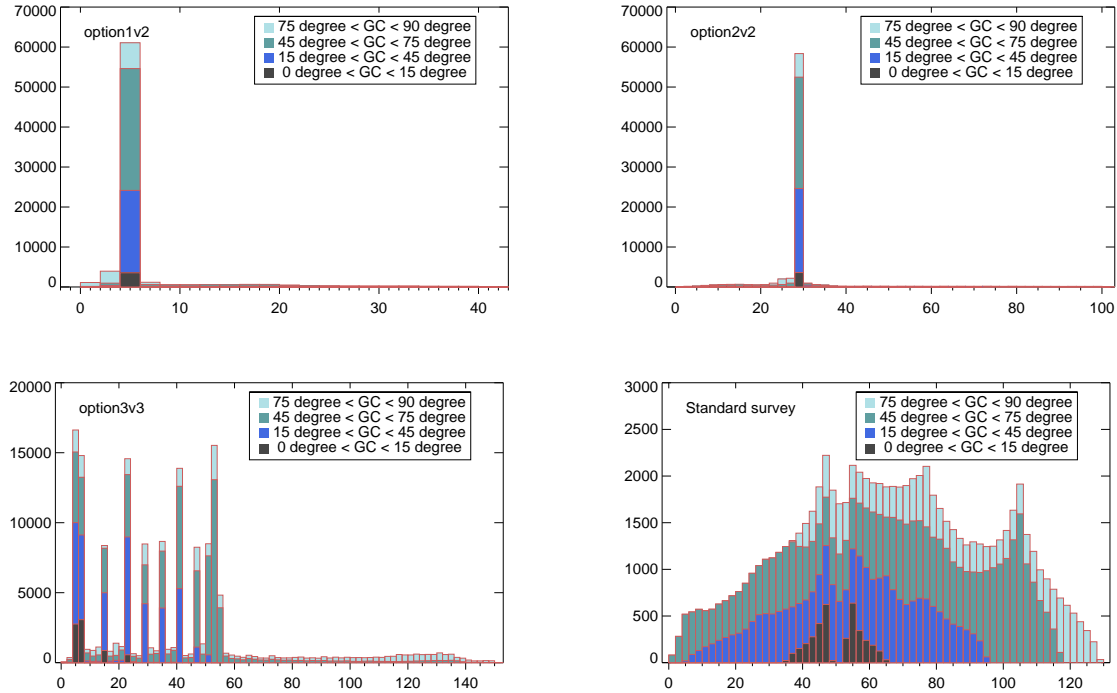 option1v2
75 degree < GC < 90 degree
45 degree < GC < 75 degree
15 degree < GC < 45 degree
0 degree < GC < 15 degree
70000
60000
50000
40000
30000
20000
10000
0
0 10 20 30 40
option2v2
75 degree < GC < 90 degree
45 degree < GC < 75 degree
15 degree < GC < 45 degree
0 degree < GC < 15 degree
70000
60000
50000
40000
30000
20000
10000
0
0 20 40 60 80 100
option3v3
75 degree < GC < 90 degree
45 degree < GC < 75 degree
15 degree < GC < 45 degree
0 degree < GC < 15 degree
20000
15000
10000
5000
0
0 20 40 60 80 100 120 140
Standard survey
75 degree < GC < 90 degree
45 degree < GC < 75 degree
15 degree < GC < 45 degree
0 degree < GC < 15 degree
3000
2500
2000
1500
1000
500
0
0 20 40 60 80 100 120